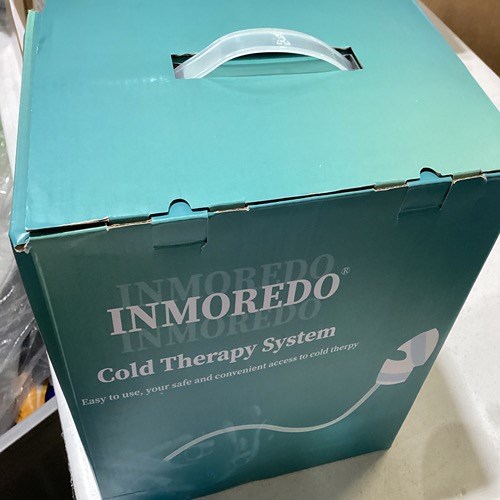 INMOREDO
INMOREDO®
INMOREDO
Cold Therapy System
Easy to use, your safe and convenient access to cold therpy